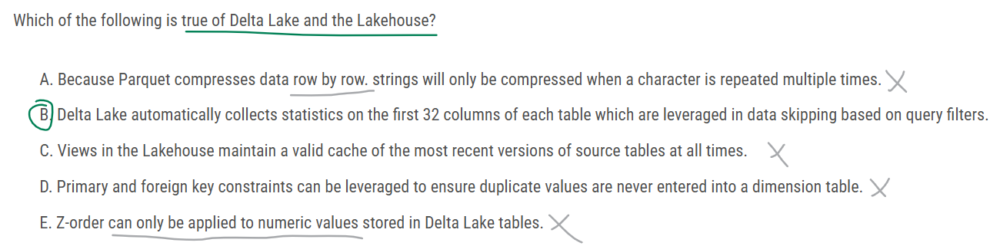 Which of the following is true of Delta Lake and the Lakehouse?
A. Because Parquet compresses data row by row. strings will only be compressed when a character is repeated multiple times.
B. Delta Lake automatically collects statistics on the first 32 columns of each table which are leveraged in data skipping based on query filters.
C. Views in the Lakehouse maintain a valid cache of the most recent versions of source tables at all times.
D. Primary and foreign key constraints can be leveraged to ensure duplicate values are never entered into a dimension table.
E. Z-order can only be applied to numeric values stored in Delta Lake tables.